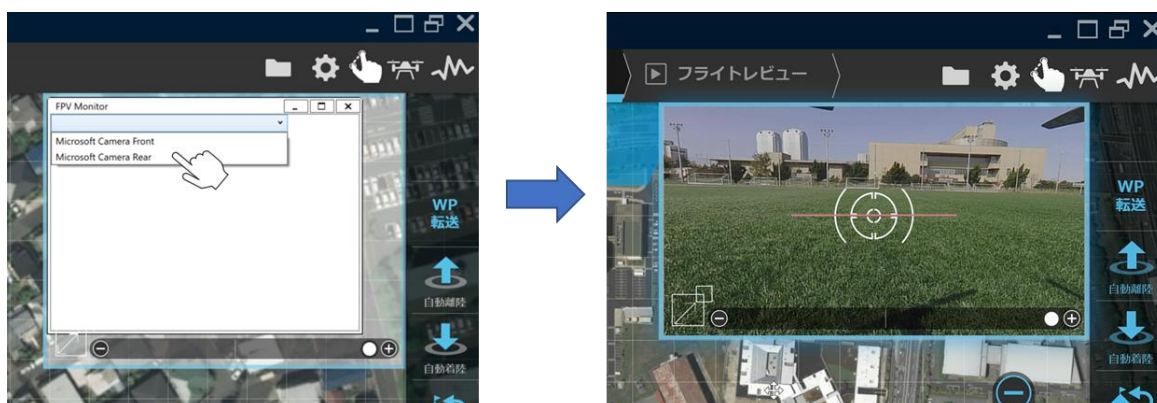 FPV Monitor
Microsoft Camera Front
Microsoft Camera Rear
WP
転送
自動離陸
自動着陸
フライトレビュー
WP
転送
自動離陸
自動着陸